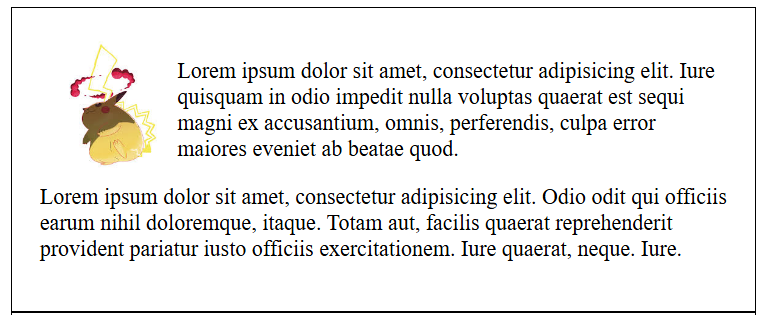 Lorem ipsum dolor sit amet, consectetur adipisicing elit. Iure
quisquam in odio impedit nulla voluptas quaerat est sequi
magni ex accusantium, omnis, perferendis, culpa error
maiores eveniet ab beatae quod.
Lorem ipsum dolor sit amet, consectetur adipisicing elit. Odio odit qui officiis
earum nihil doloremque, itaque. Totam aut, facilis quaerat reprehenderit
provident pariatur iusto officiis exercitationem. Iure quaerat, neque. Iure.